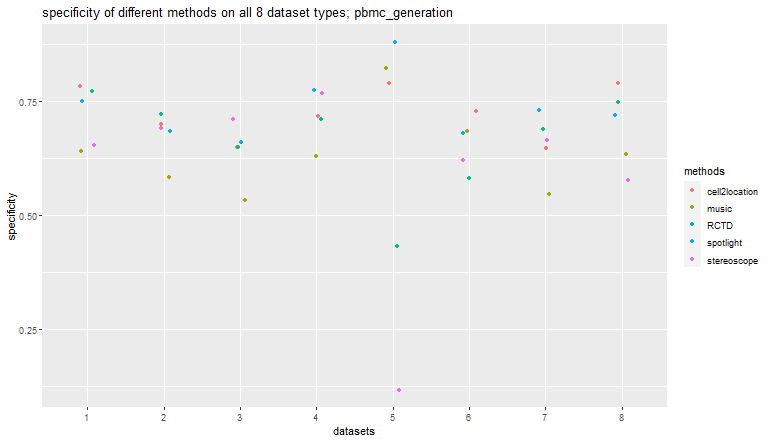 specificity of different methods on all 8 dataset types; pbmc_generation
specificity
0.75
0.50
0.25
1 2 3 4 5 6 7 8
datasets
methods
cell2location
music
RCTD
spotlight
stereoscope